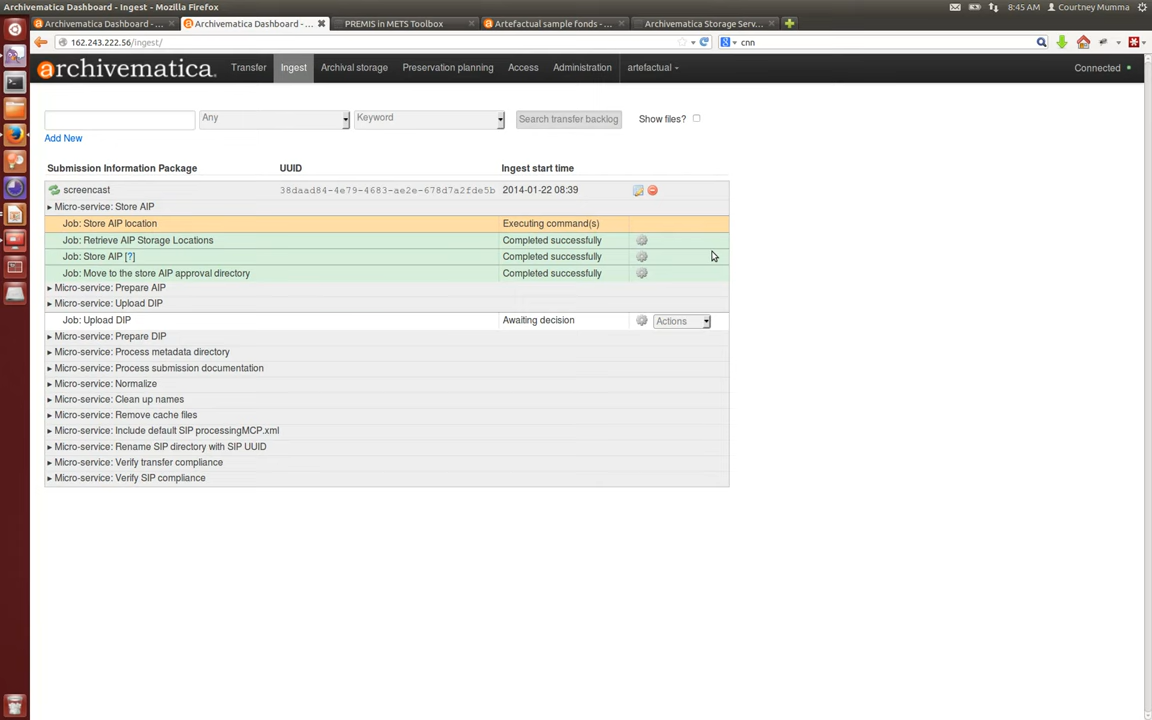 Archivematica Dashboard - Ingest - Mozilla Firefox
8:45 AM Courtney Mumma
Archivematica Dashboard - ...
Archivematica Dashboard - ...
PREMIS in METS Toolbox
Artefactual sample fonds - ...
Archivematica Storage Serv...
162.243.222.56/ingest/
cnn
archivematica
Transfer
Ingest
Archival storage
Preservation planning
Access
Administration
artefactual
Connected
Any
Keyword
Search transfer backlog
Show files?
Add New
Submission Information Package UUID Ingest start time
screencast 38daad84-4e79-4683-ae2e-678d7a2fde5b 2014-01-22 08:39
Micro-service: Store AIP
Job: Store AIP location Executing command(s)
Job: Retrieve AIP Storage Locations Completed successfully
Job: Store AIP [?] Completed successfully
Job: Move to the store AIP approval directory Completed successfully
Micro-service: Prepare AIP
Micro-service: Upload DIP
Job: Upload DIP Awaiting decision Actions
Micro-service: Prepare DIP
Micro-service: Process metadata directory
Micro-service: Process submission documentation
Micro-service: Normalize
Micro-service: Clean up names
Micro-service: Remove cache files
Micro-service: Include default SIP processingMCP.xml
Micro-service: Rename SIP directory with SIP UUID
Micro-service: Verify transfer compliance
Micro-service: Verify SIP compliance